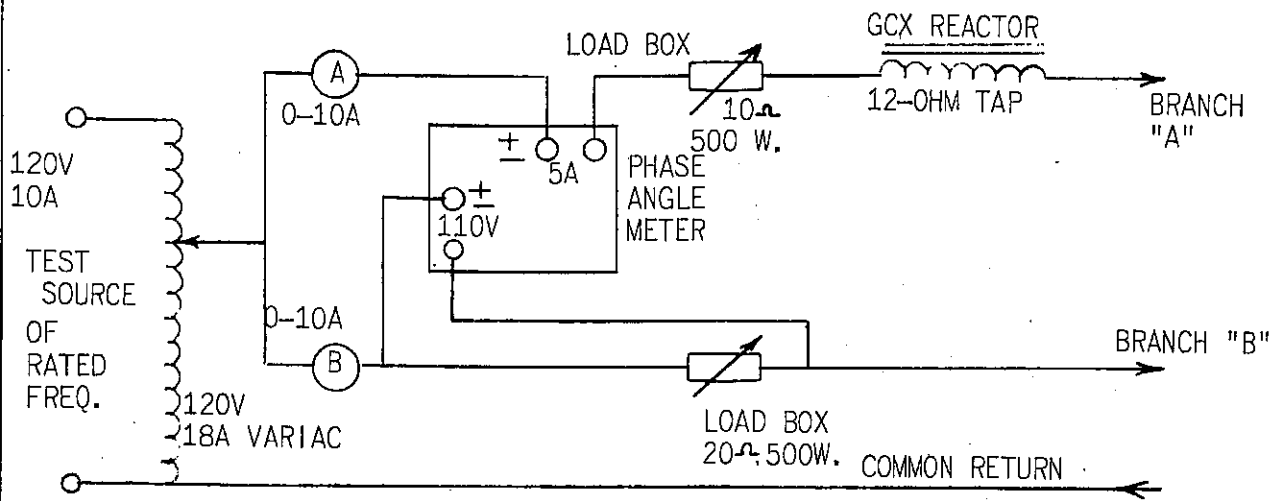 GCX REACTOR
LOAD BOX
A
0-10A
10Ω
500 W.
12-OHM TAP
BRANCH
"A"
±
5A
PHASE
ANGLE
METER
±
110V
120V
10A
TEST
SOURCE
OF
RATED
FREQ.
0-10A
B
BRANCH "B"
120V
18A VARIAC
LOAD BOX
20Ω,500W.
COMMON RETURN